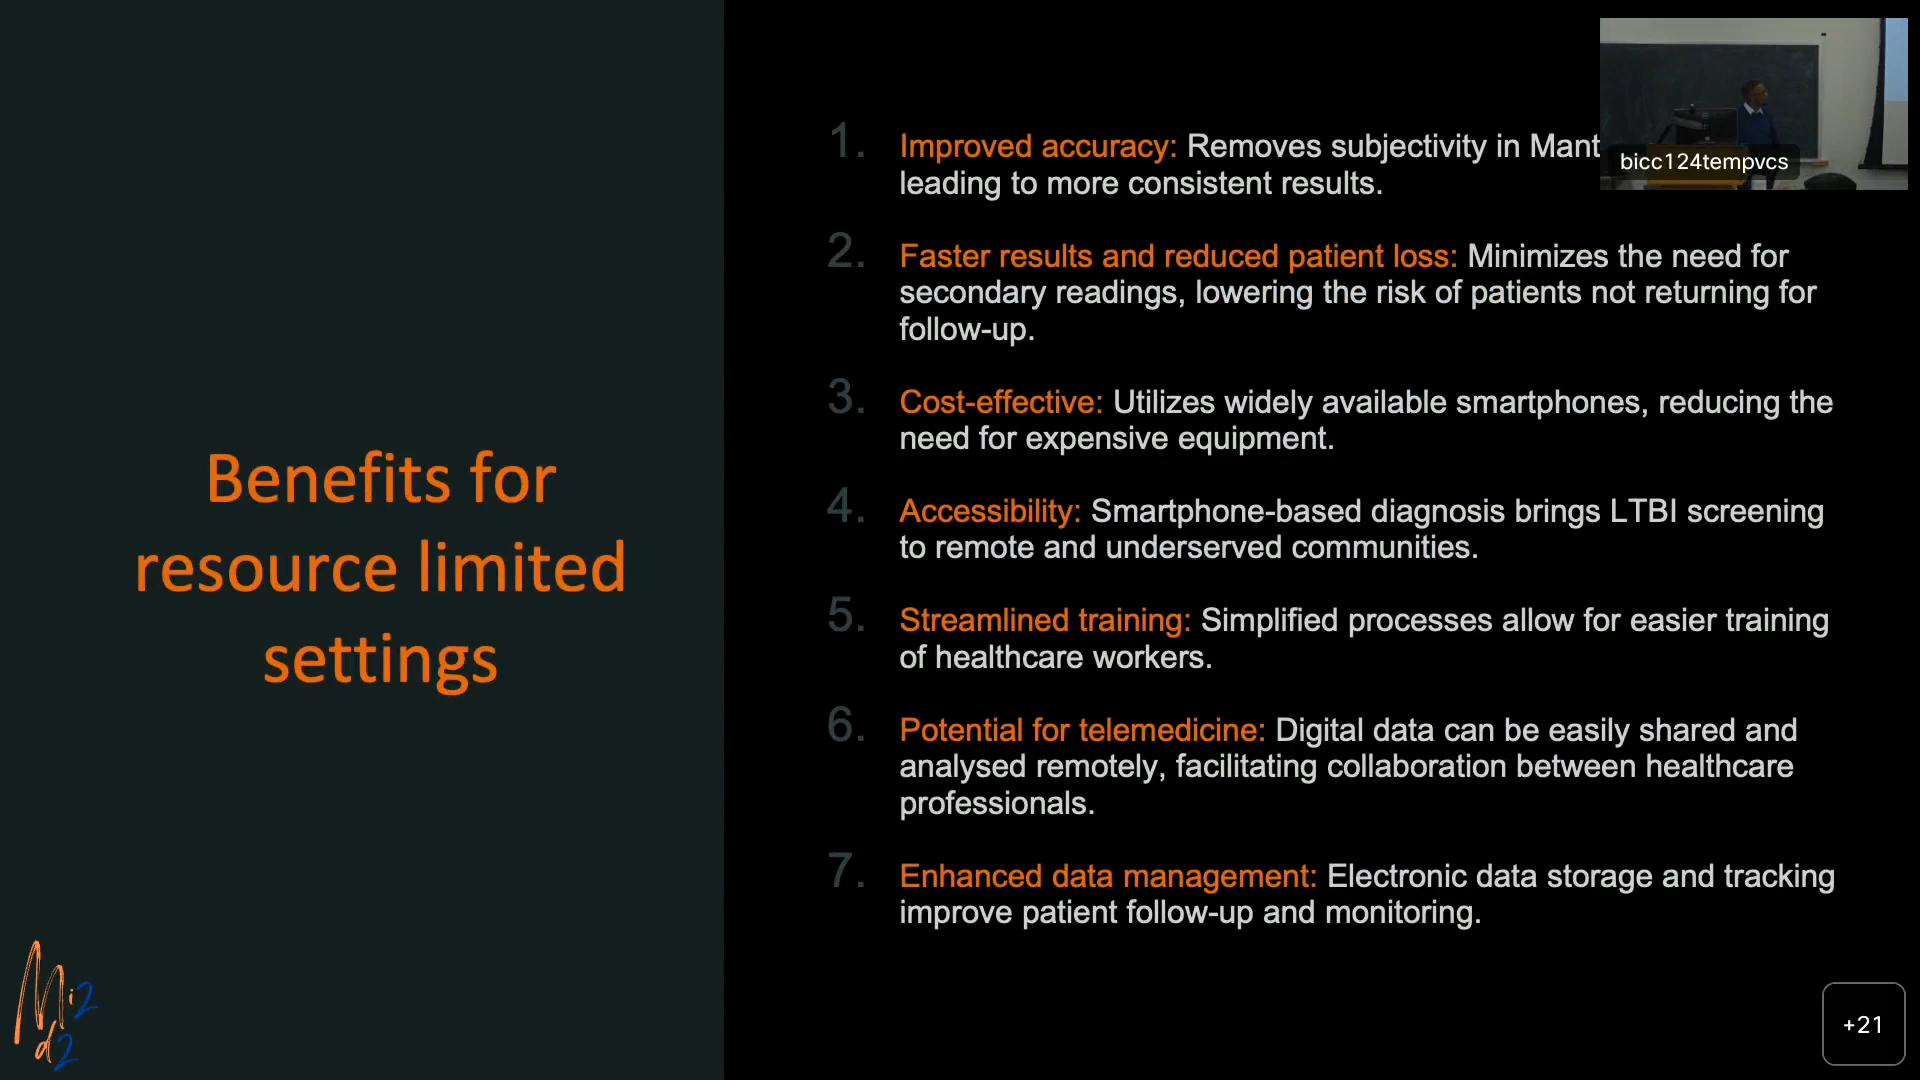 Benefits for
resource limited
settings
1. Improved accuracy: Removes subjectivity in
leading to more consistent results.
2. Faster results and reduced patient loss: Minimizes the need for
secondary readings, lowering the risk of patients not returning for
follow-up.
3. Cost-effective: Utilizes widely available smartphones, reducing the
need for expensive equipment.
4. Accessibility: Smartphone-based diagnosis brings LTBI screening
to remote and underserved communities.
5. Streamlined training: Simplified processes allow for easier training
of healthcare workers.
6. Potential for telemedicine: Digital data can be easily shared and
analysed remotely, facilitating collaboration between healthcare
professionals.
7. Enhanced data management: Electronic data storage and tracking
improve patient follow-up and monitoring.
bicc124tempvcs
Mi2
d2
+21